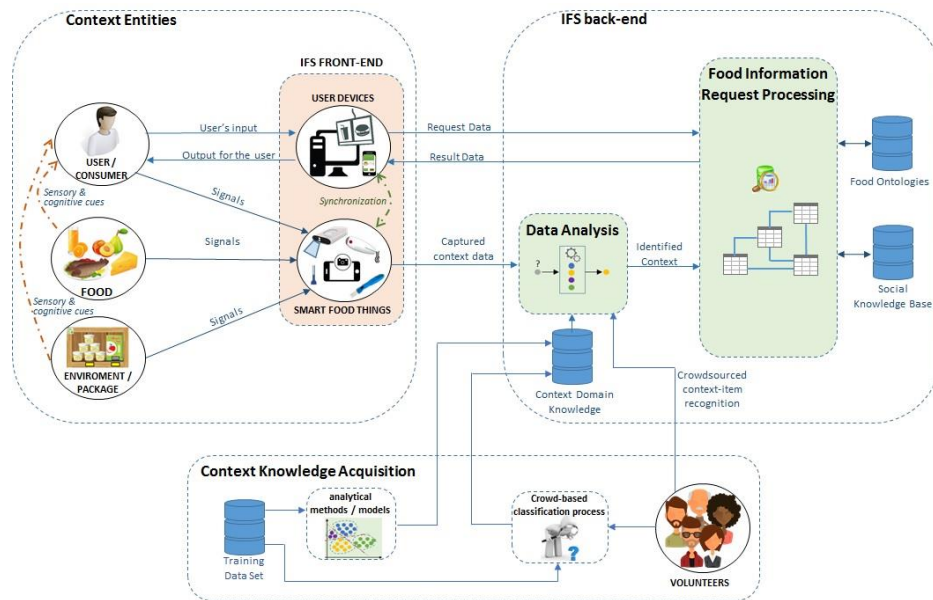 Context Entities
IFS back-end
IFS FRONT-END
USER DEVICES
Food Information
Request Processing
User's input
Request Data
Output for the user
Result Data
USER /
CONSUMER
Sensory &
cognitive cues
Signals
Synchronization
Food Ontologies
Signals
Captured
context data
Data Analysis
?
Identified
Context
FOOD
Sensory &
cognitive cues
Signals
SMART FOOD THINGS
Social
Knowledge Base
ENVIROMENT /
PACKAGE
Context Domain
Knowledge
Crowdsourced
context-item
recognition
Context Knowledge Acquisition
analytical
methods / models
Crowd-based
classification process
?
Training
Data Set
VOLUNTEERS